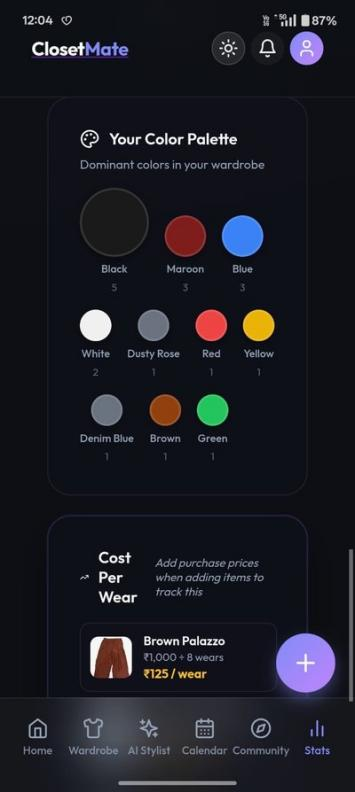 12:04
Vo 5G 5G 87%
ClosetMate
Your Color Palette
Dominant colors in your wardrobe
Black
Maroon
Blue
5
3
3
White
Dusty Rose
Red
Yellow
2
1
1
1
Denim Blue
Brown
Green
1
1
1
Cost
Per
Wear
Add purchase prices
when adding items to
track this
Brown Palazzo
₹1,000 ÷ 8 wears
₹125 / wear
Home
Wardrobe
AI Stylist
Calendar
Community
Stats